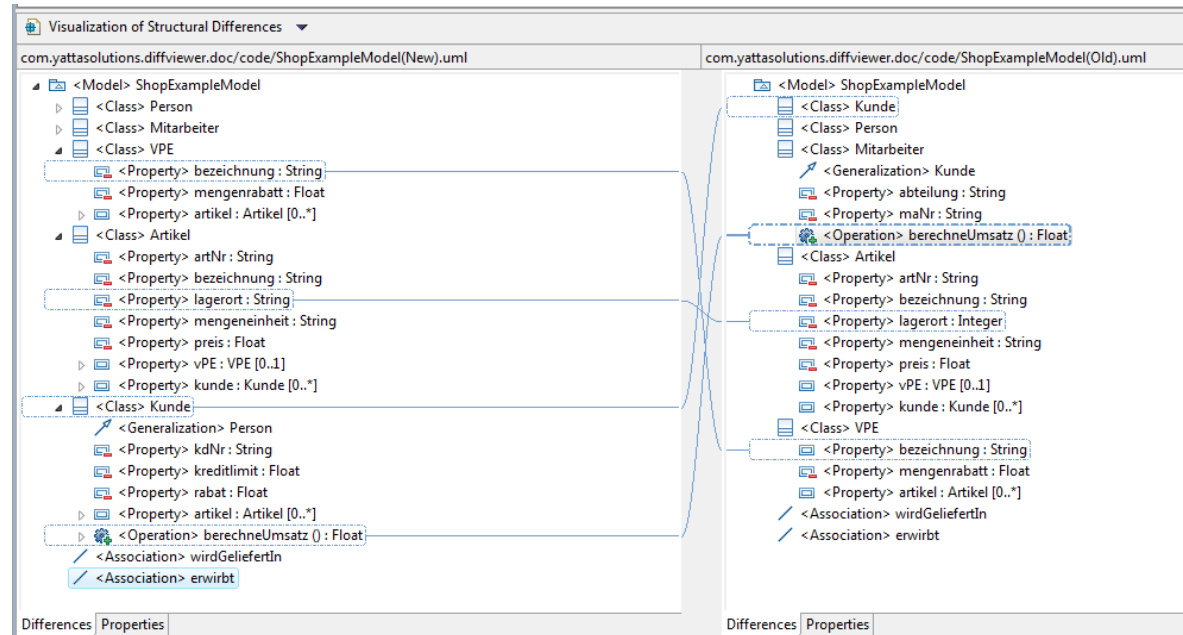 Visualization of Structural Differences
com.yattasolutions.diffviewer.doc/code/ShopExampleModel(New).uml
<Model> ShopExampleModel
<Class> Person
<Class> Mitarbeiter
<Class> VPE
<Property> bezeichnung : String
<Property> mengenrabatt : Float
<Property> artikel : Artikel [0..*]
<Class> Artikel
<Property> artNr : String
<Property> bezeichnung : String
<Property> lagerort : String
<Property> mengeneinheit : String
<Property> preis : Float
<Property> vPE : VPE [0..1]
<Property> kunde : Kunde [0..*]
<Class> Kunde
<Generalization> Person
<Property> kdNr : String
<Property> kreditlimit : Float
<Property> rabat : Float
<Property> artikel : Artikel [0..*]
<Operation> berechneUmsatz () : Float
<Association> wirdGeliefertIn
<Association> erwirbt
Differences Properties
com.yattasolutions.diffviewer.doc/code/ShopExampleModel(Old).uml
<Model> ShopExampleModel
<Class> Kunde
<Class> Person
<Class> Mitarbeiter
<Generalization> Kunde
<Property> abteilung : String
<Property> maNr : String
<Operation> berechneUmsatz () : Float
<Class> Artikel
<Property> artNr : String
<Property> bezeichnung : String
<Property> lagerort : Integer
<Property> mengeneinheit : String
<Property> preis : Float
<Property> vPE : VPE [0..1]
<Property> kunde : Kunde [0..*]
<Class> VPE
<Property> bezeichnung : String
<Property> mengenrabatt : Float
<Property> artikel : Artikel [0..*]
<Association> wirdGeliefertIn
<Association> erwirbt
Differences Properties